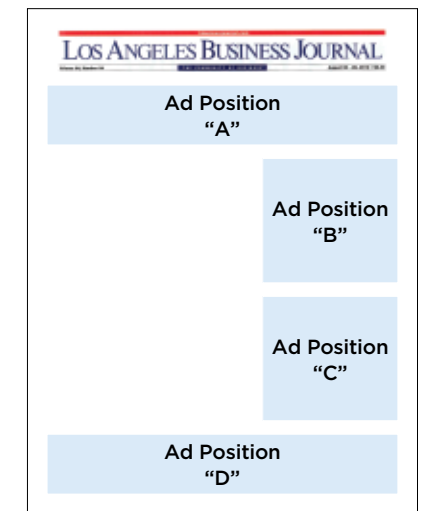 LOS ANGELES BUSINESS JOURNAL
Ad Position
“A”
Ad Position
“B”
Ad Position
“C”
Ad Position
“D”